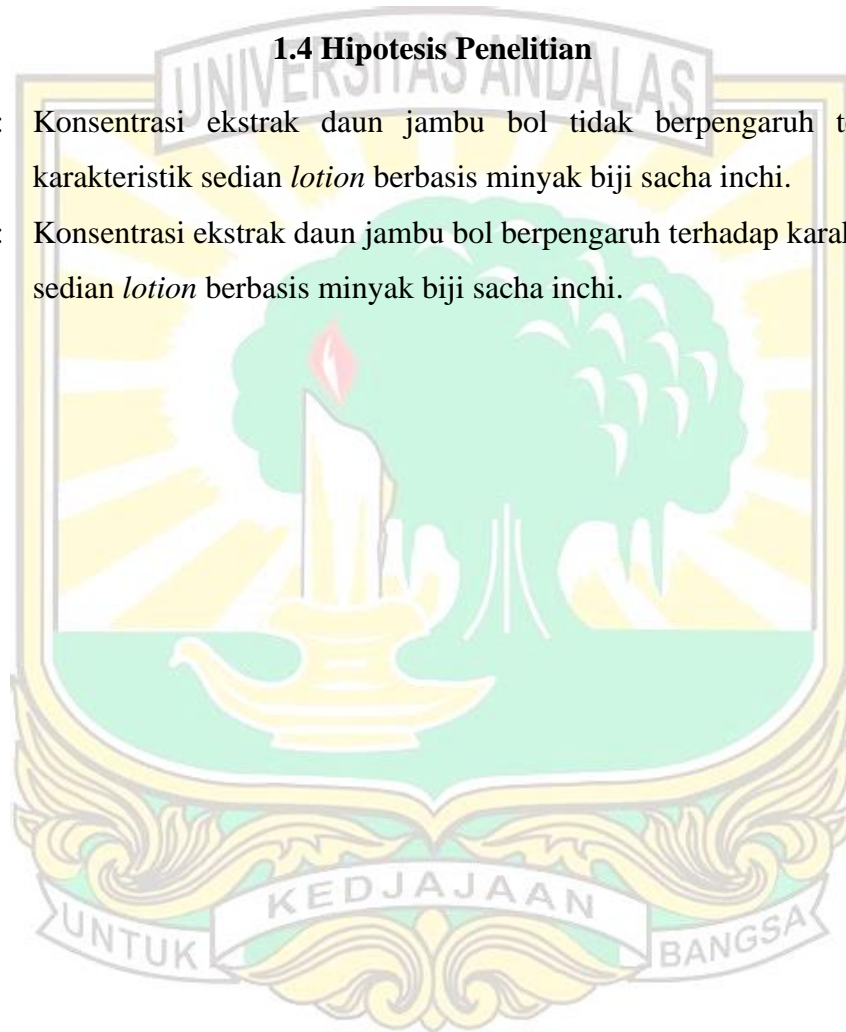 1.4 Hipotesis Penelitian
UNIVERSITAS ANDALAS
: Konsentrasi ekstrak daun jambu bol tidak berpengaruh
karakteristik sedian lotion berbasis minyak biji sacha inchi.
: Konsentrasi ekstrak daun jambu bol berpengaruh terhadap
sedian lotion berbasis minyak biji sacha inchi.
KEDJAJAAN
UNTUK BANGSA